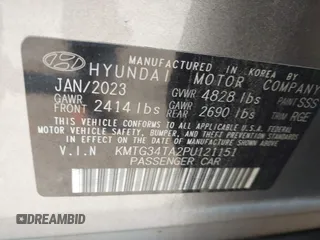 MANUFACTURED IN KOREA BY
HYUNDAI MOTOR COMPANY
JAN/2023 GVWR 4828 lbs PAINT SSS
GAWR FRONT 2414 lbs GAWR REAR 2690 lbs TRIM RGE
THIS VEHICLE CONFORMS TO ALL APPLICABLE FEDERAL
MOTOR VEHICLE SAFETY, BUMPER, AND THEFT PREVENTION
STANDARDS IN EFFECT ON THE DATE OF MANUFACTURE SHOWN ABOVE.
V.I.N KMTG34TA2PU121151
PASSENGER CAR
DASHBOARD DIARIES